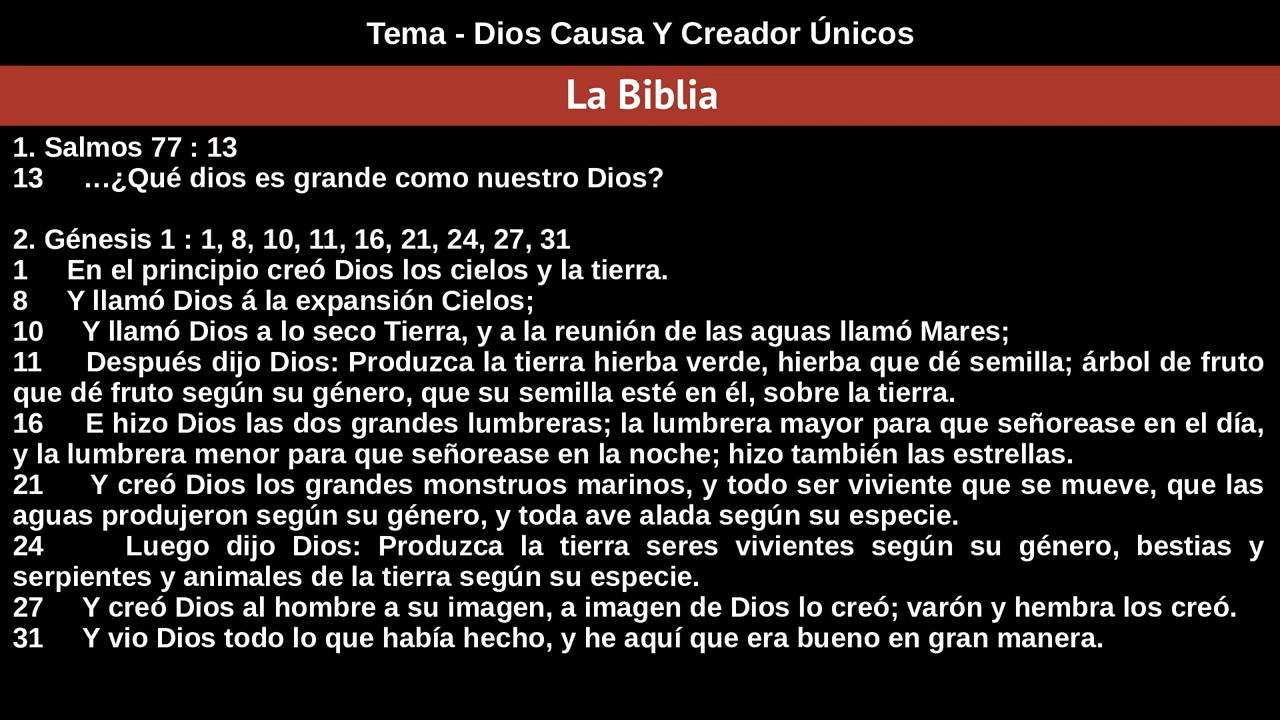 Tema - Dios Causa Y Creador Únicos
La Biblia
1. Salmos 77 : 13
13 …¿Qué dios es grande como nuestro Dios?
2. Génesis 1 : 1, 8, 10, 11, 16, 21, 24, 27, 31
1 En el principio creó Dios los cielos y la tierra.
8 Y llamó Dios á la expansión Cielos;
10 Y llamó Dios a lo seco Tierra, y a la reunión de las aguas llamó Mares;
11 Después dijo Dios: Produzca la tierra hierba verde, hierba que dé semilla; árbol de fruto
que dé fruto según su género, que su semilla esté en él, sobre la tierra.
16 E hizo Dios las dos grandes lumbreras; la lumbrera mayor para que señorease en el día,
y la lumbrera menor para que señorease en la noche; hizo también las estrellas.
21 Y creó Dios los grandes monstruos marinos, y todo ser viviente que se mueve, que las
aguas produjeron según su género, y toda ave alada según su especie.
24 Luego dijo Dios: Produzca la tierra seres vivientes según su género, bestias y
serpientes y animales de la tierra según su especie.
27 Y creó Dios al hombre a su imagen, a imagen de Dios lo creó; varón y hembra los creó.
31 Y vio Dios todo lo que había hecho, y he aquí que era bueno en gran manera.